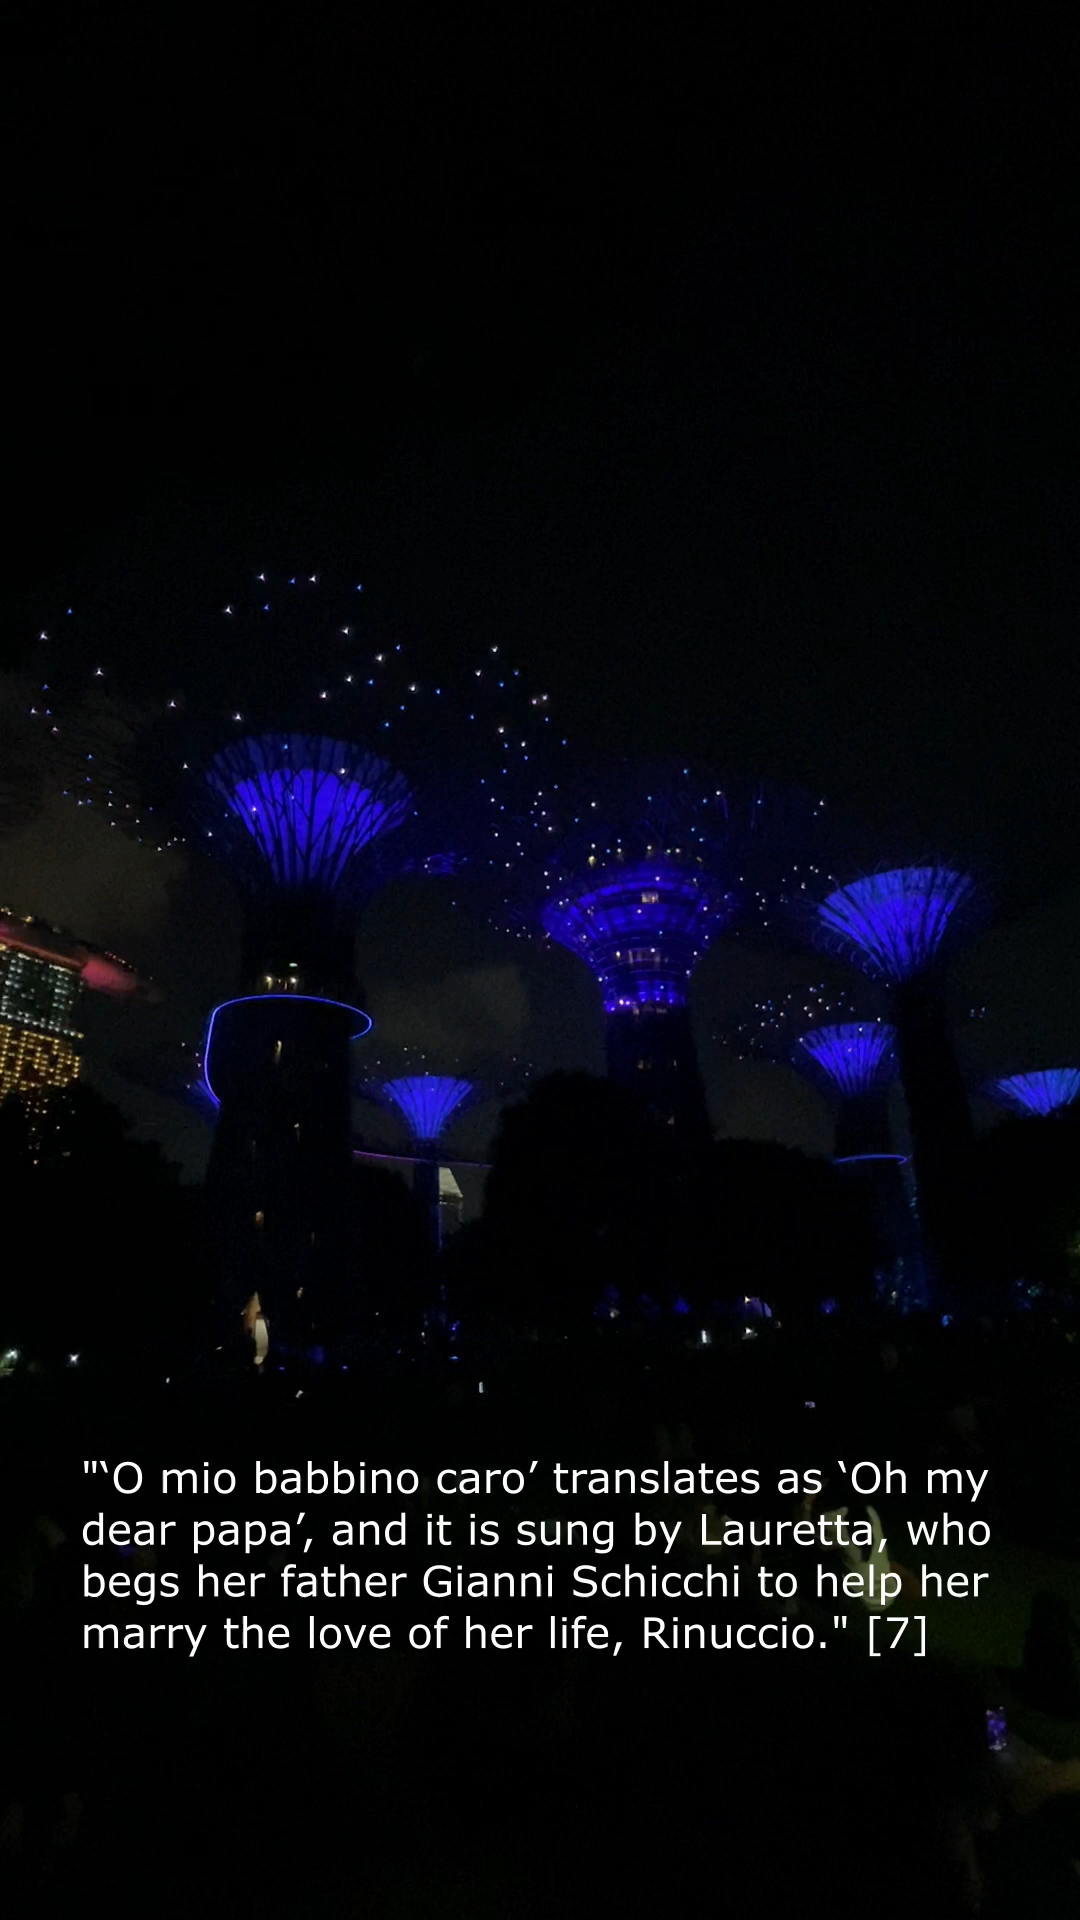 "‘O mio babbino caro’ translates as ‘Oh my
dear papa’, and it is sung by Lauretta, who
begs her father Gianni Schicchi to help her
marry the love of her life, Rinuccio." [7]